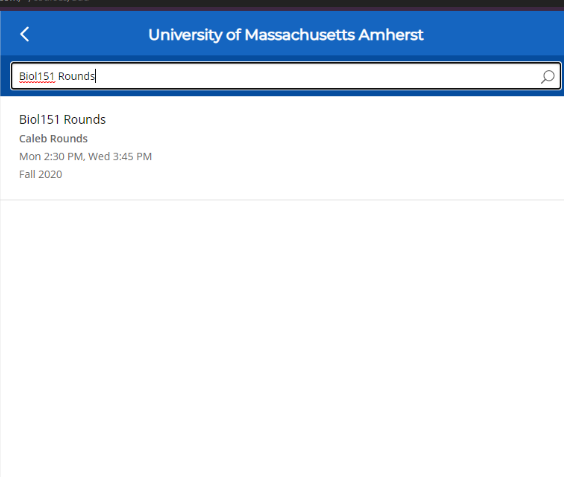 University of Massachusetts Amherst
Biol151 Rounds
Biol151 Rounds
Caleb Rounds
Mon 2:30 PM, Wed 3:45 PM
Fall 2020